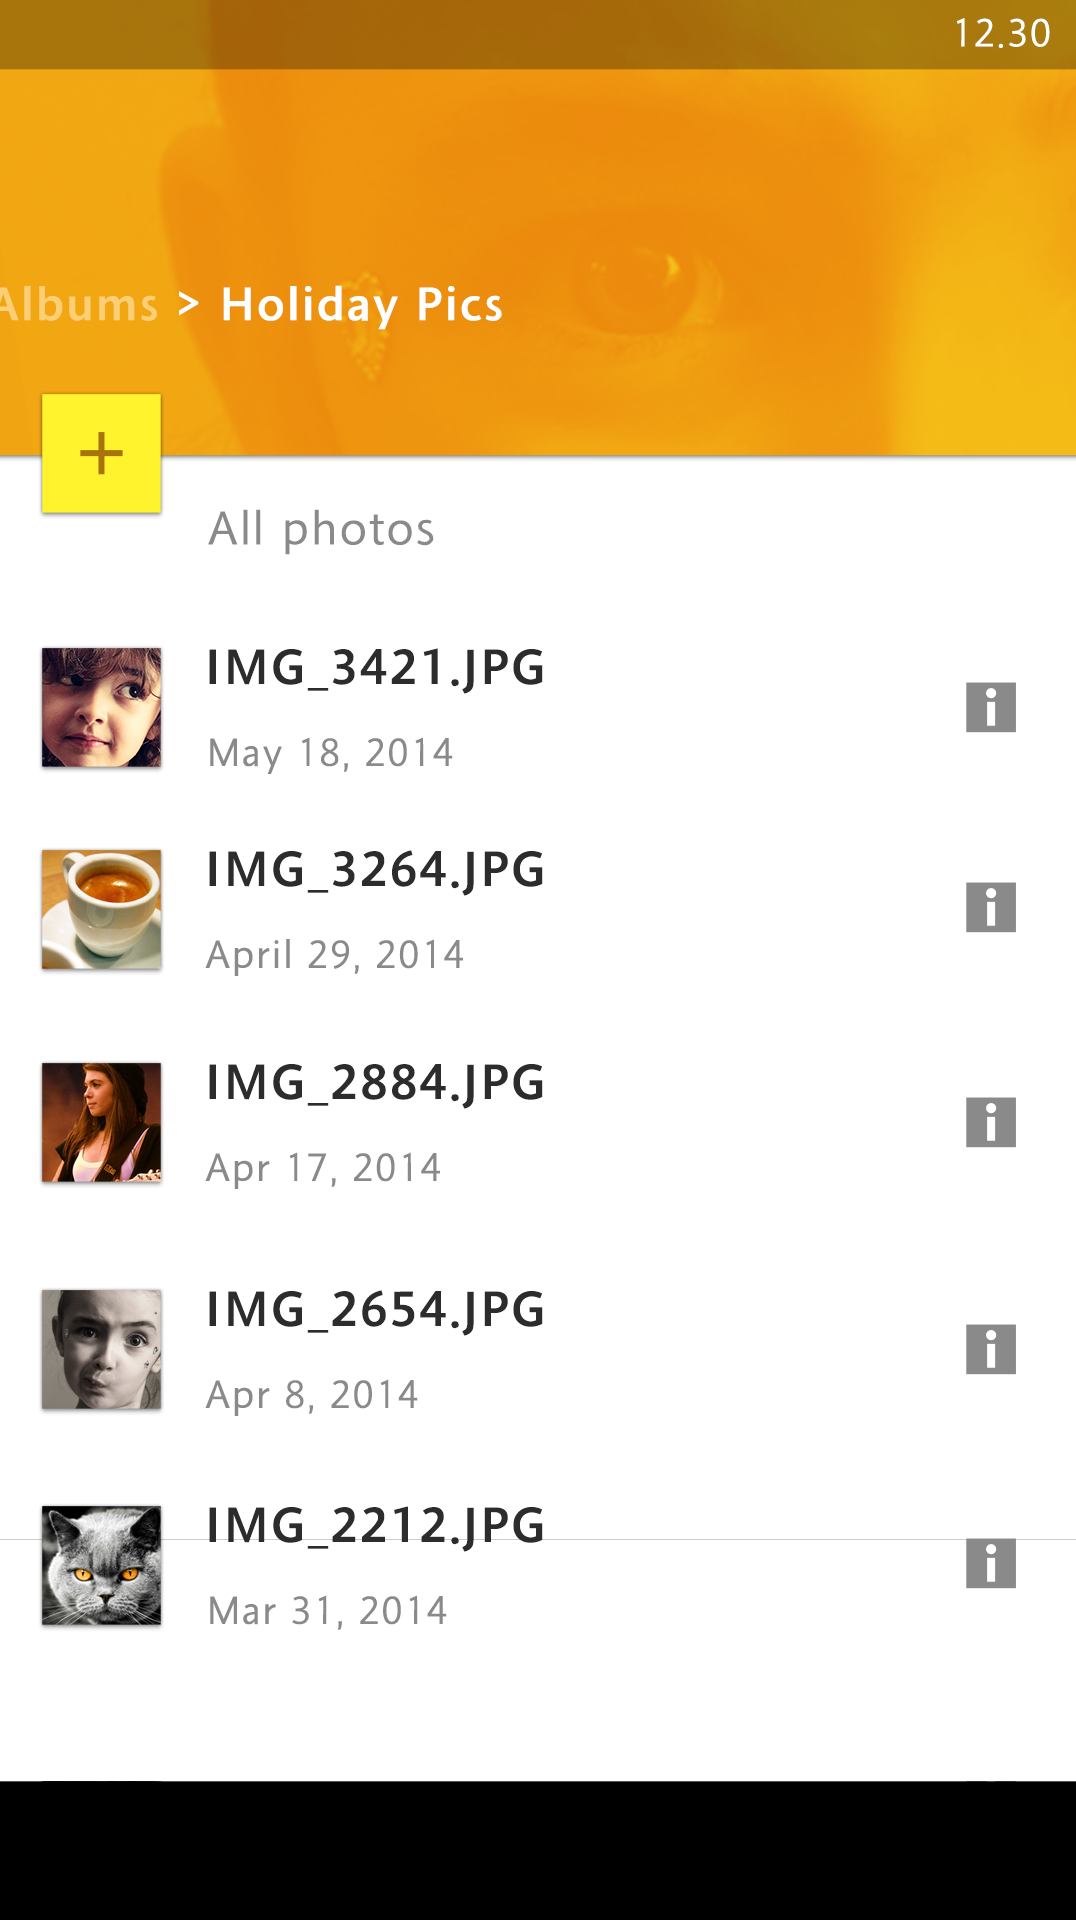 12.30
Albums > Holiday Pics
+
All photos
IMG_3421.JPG
May 18, 2014
IMG_3264.JPG
April 29, 2014
IMG_2884.JPG
Apr 17, 2014
IMG_2654.JPG
Apr 8, 2014
IMG_2212.JPG
Mar 31, 2014